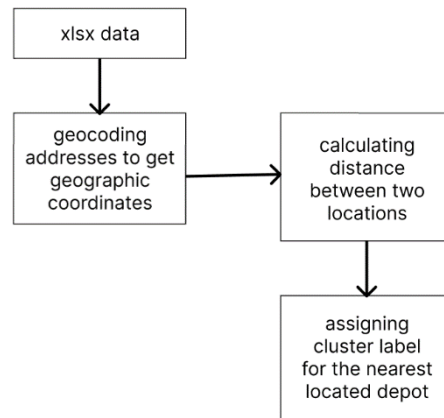 xlsx data
geocoding
addresses to get
geographic
coordinates
calculating
distance
between two
locations
assigning
cluster label
for the nearest
located depot